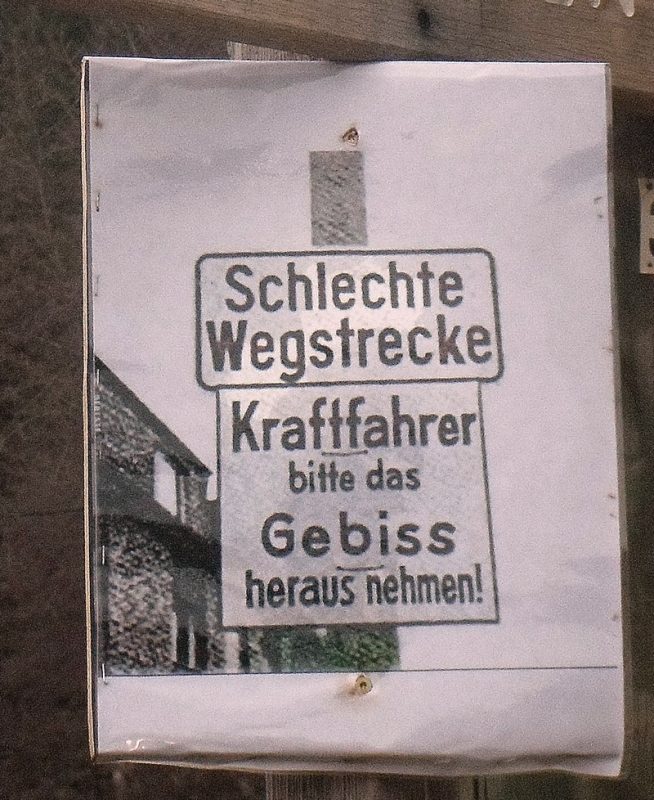 Schlechte
Wegstrecke
Kraftfahrer
bitte das
Gebiss
heraus nehmen!